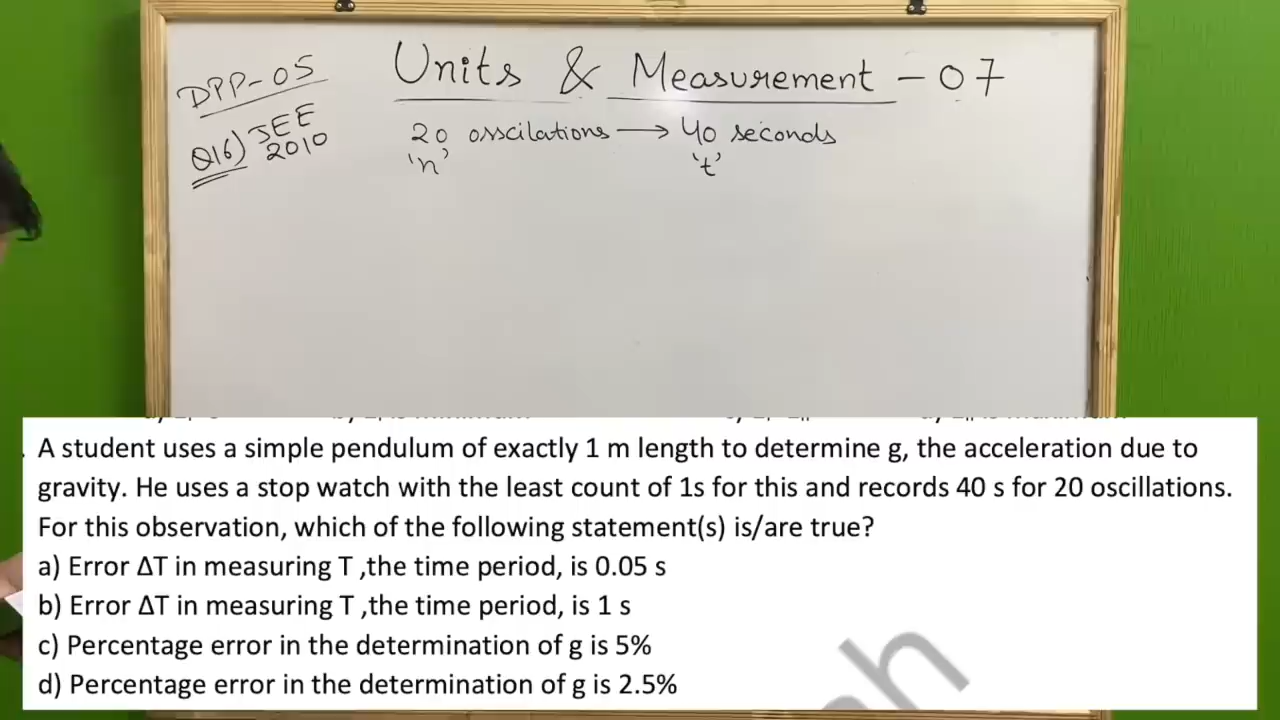 DPP-05
Units & Measurement - 07
Q16) JEE 2010
20 osscilations → 40 seconds
'n' 't'
A student uses a simple pendulum of exactly 1 m length to determine g, the acceleration due to
gravity. He uses a stop watch with the least count of 1s for this and records 40 s for 20 oscillations.
For this observation, which of the following statement(s) is/are true?
a) Error ΔT in measuring T ,the time period, is 0.05 s
b) Error ΔT in measuring T ,the time period, is 1 s
c) Percentage error in the determination of g is 5%
d) Percentage error in the determination of g is 2.5%